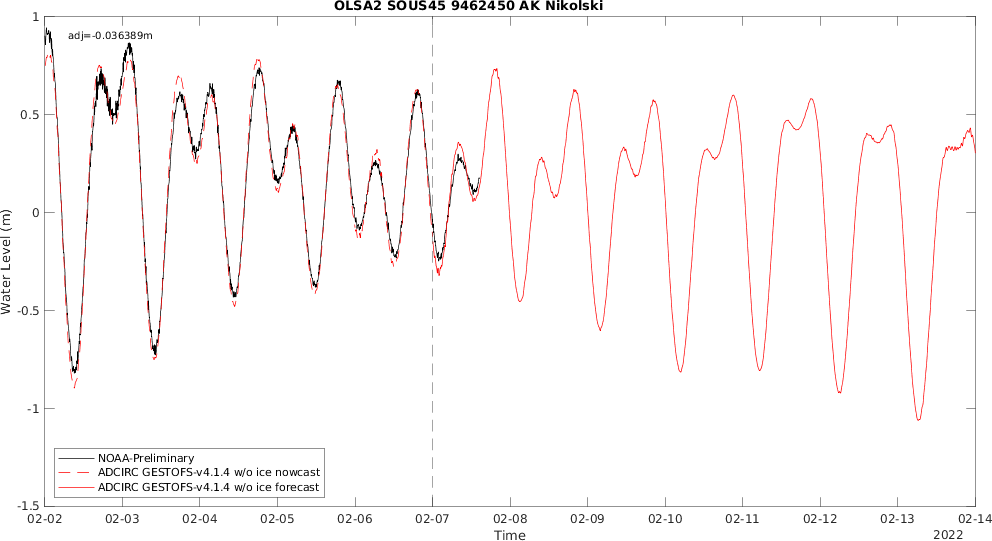 OLSA2 SOUS45 9462450 AK Nikolski
adj=-0.036389m
1
0.5
0
-0.5
-1
-1.5
Water Level (m)
NOAA-Preliminary
ADCIRC GESTOFS-v4.1.4 w/o ice nowcast
ADCIRC GESTOFS-v4.1.4 w/o ice forecast
02-02 02-03 02-04 02-05 02-06 02-07 02-08 02-09 02-10 02-11 02-12 02-13 02-14
Time
2022